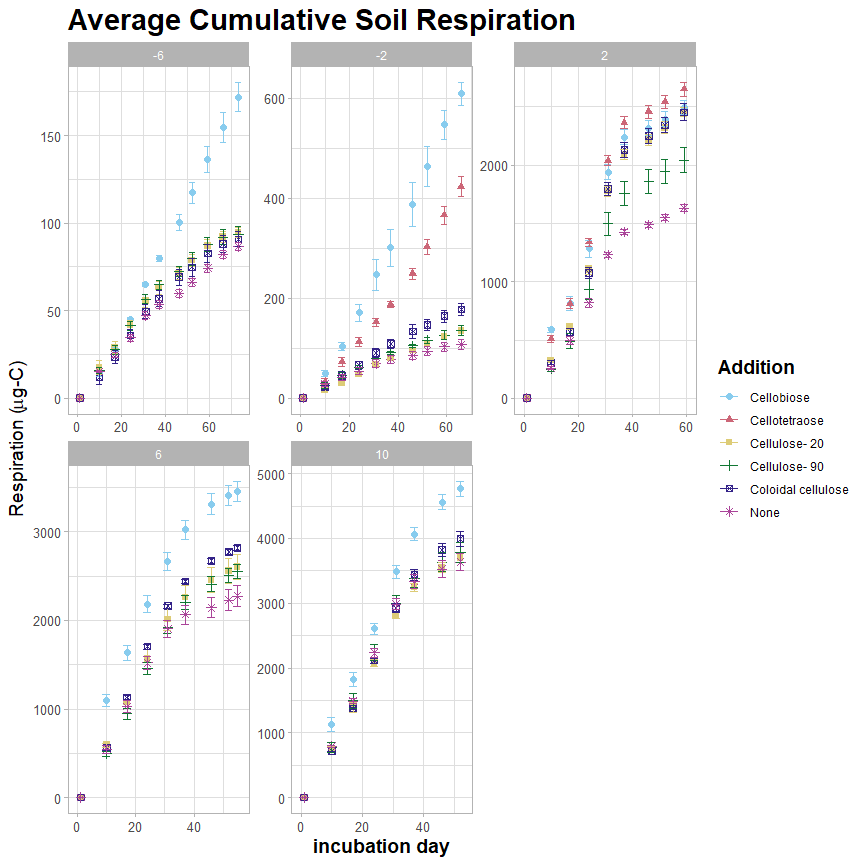 Average Cumulative Soil Respiration
-6
-2
2
150
100
50
0
600
400
200
0
2000
1000
0
0 20 40 60
0 20 40 60
0 20 40 60
Respiration (µg-C)
6
10
3000
2000
1000
0
5000
4000
3000
2000
1000
0
0 20 40
0 20 40
incubation day
Addition
Cellobiose
Cellotetraose
Cellulose- 20
Cellulose- 90
Coloidal cellulose
None